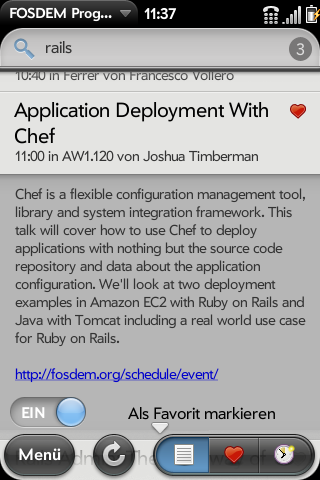 FOSDEM Prog... 11:37
rails 3
10:40 in Ferrer von Francesco Vollero
Application Deployment With
Chef
11:00 in AW1.120 von Joshua Timberman
Chef is a flexible configuration management tool,
library and system integration framework. This
talk will cover how to use Chef to deploy
applications with nothing but the source code
repository and data about the application
configuration. We'll look at two deployment
examples in Amazon EC2 with Ruby on Rails and
Java with Tomcat including a real world use case
for Ruby on Rails.
http://fosdem.org/schedule/event/
EIN Als Favorit markieren
Menü